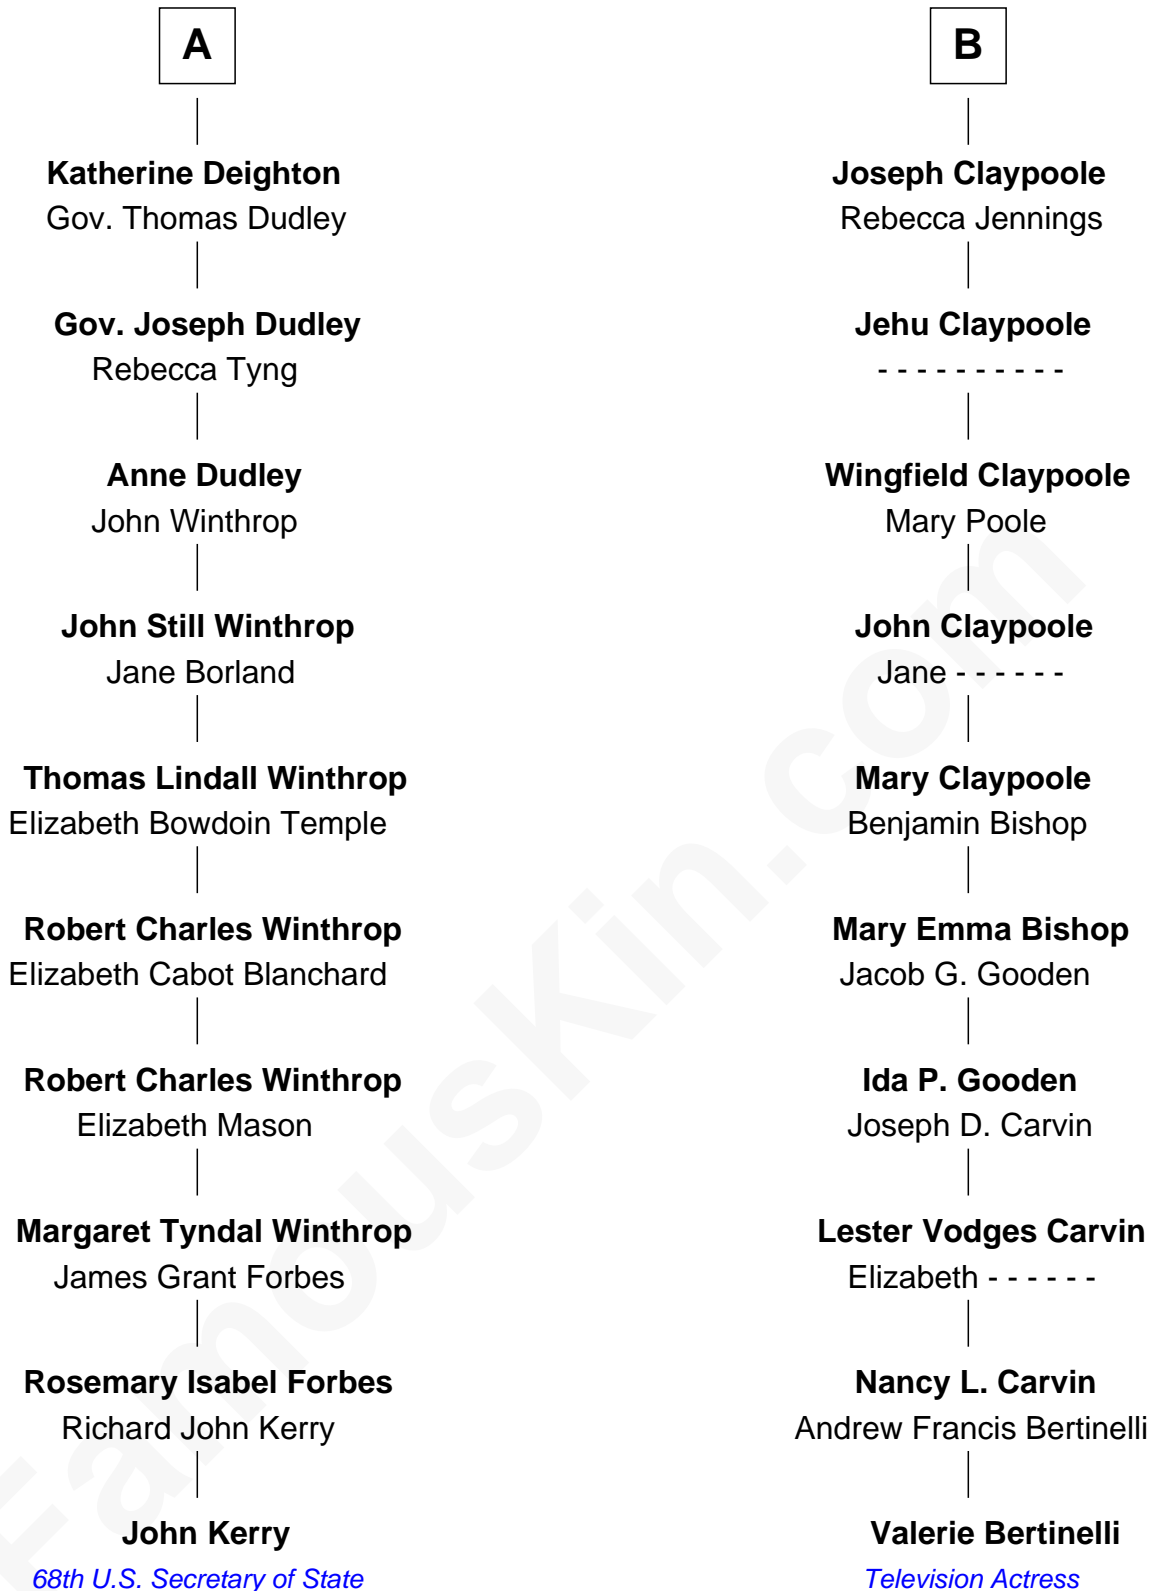 A
Katherine Deighton
Gov. Thomas Dudley
Gov. Joseph Dudley
Rebecca Tyng
Anne Dudley
John Winthrop
John Still Winthrop
Jane Borland
Thomas Lindall Winthrop
Elizabeth Bowdoin Temple
Robert Charles Winthrop
Elizabeth Cabot Blanchard
Robert Charles Winthrop
Elizabeth Mason
Margaret Tyndal Winthrop
James Grant Forbes
Rosemary Isabel Forbes
Richard John Kerry
John Kerry
68th U.S. Secretary of State
B
Joseph Claypoole
Rebecca Jennings
Jehu Claypoole
- - - - - - - - - -
Wingfield Claypoole
Mary Poole
John Claypoole
Jane - - - - - -
Mary Claypoole
Benjamin Bishop
Mary Emma Bishop
Jacob G. Gooden
Ida P. Gooden
Joseph D. Carvin
Lester Vodges Carvin
Elizabeth - - - - - -
Nancy L. Carvin
Andrew Francis Bertinelli
Valerie Bertinelli
Television Actress
FamousKin.com